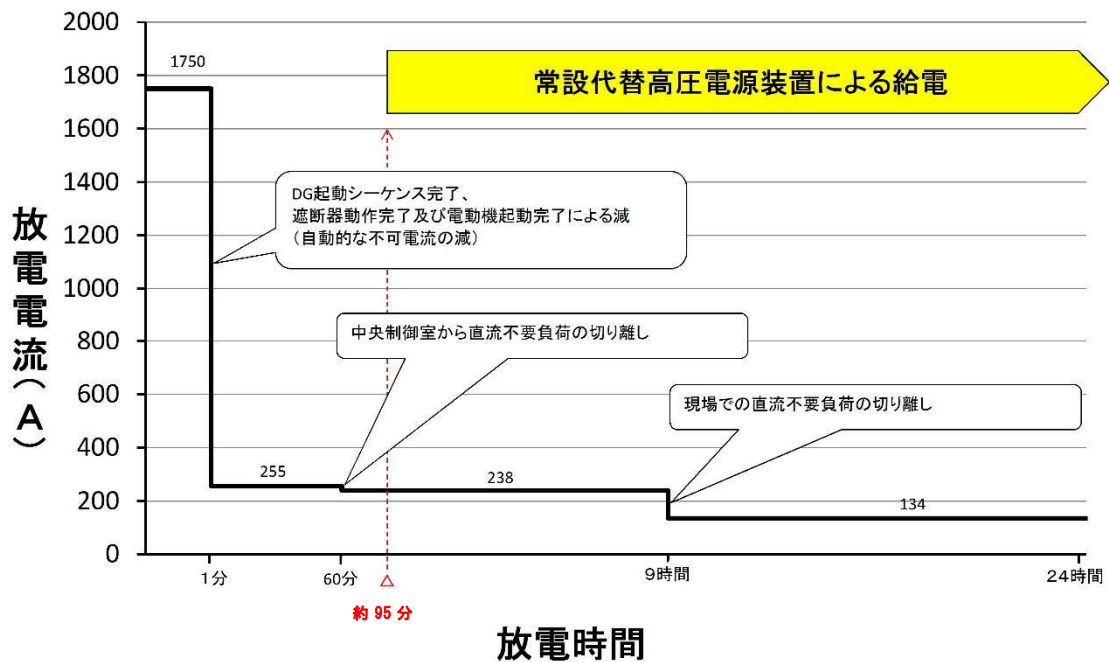 2000
1800
1600
1400
1200
1000
800
600
400
200
0
放電電流(A)
1750
常設代替高圧電源装置による給電
DG起動シーケンス完了、
遮断器動作完了及び電動機起動完了による減
(自動的な不可電流の減)
中央制御室から直流不要負荷の切り離し
現場での直流不要負荷の切り離し
255
238
134
1分
60分
9時間
24時間
約 95 分
放電時間